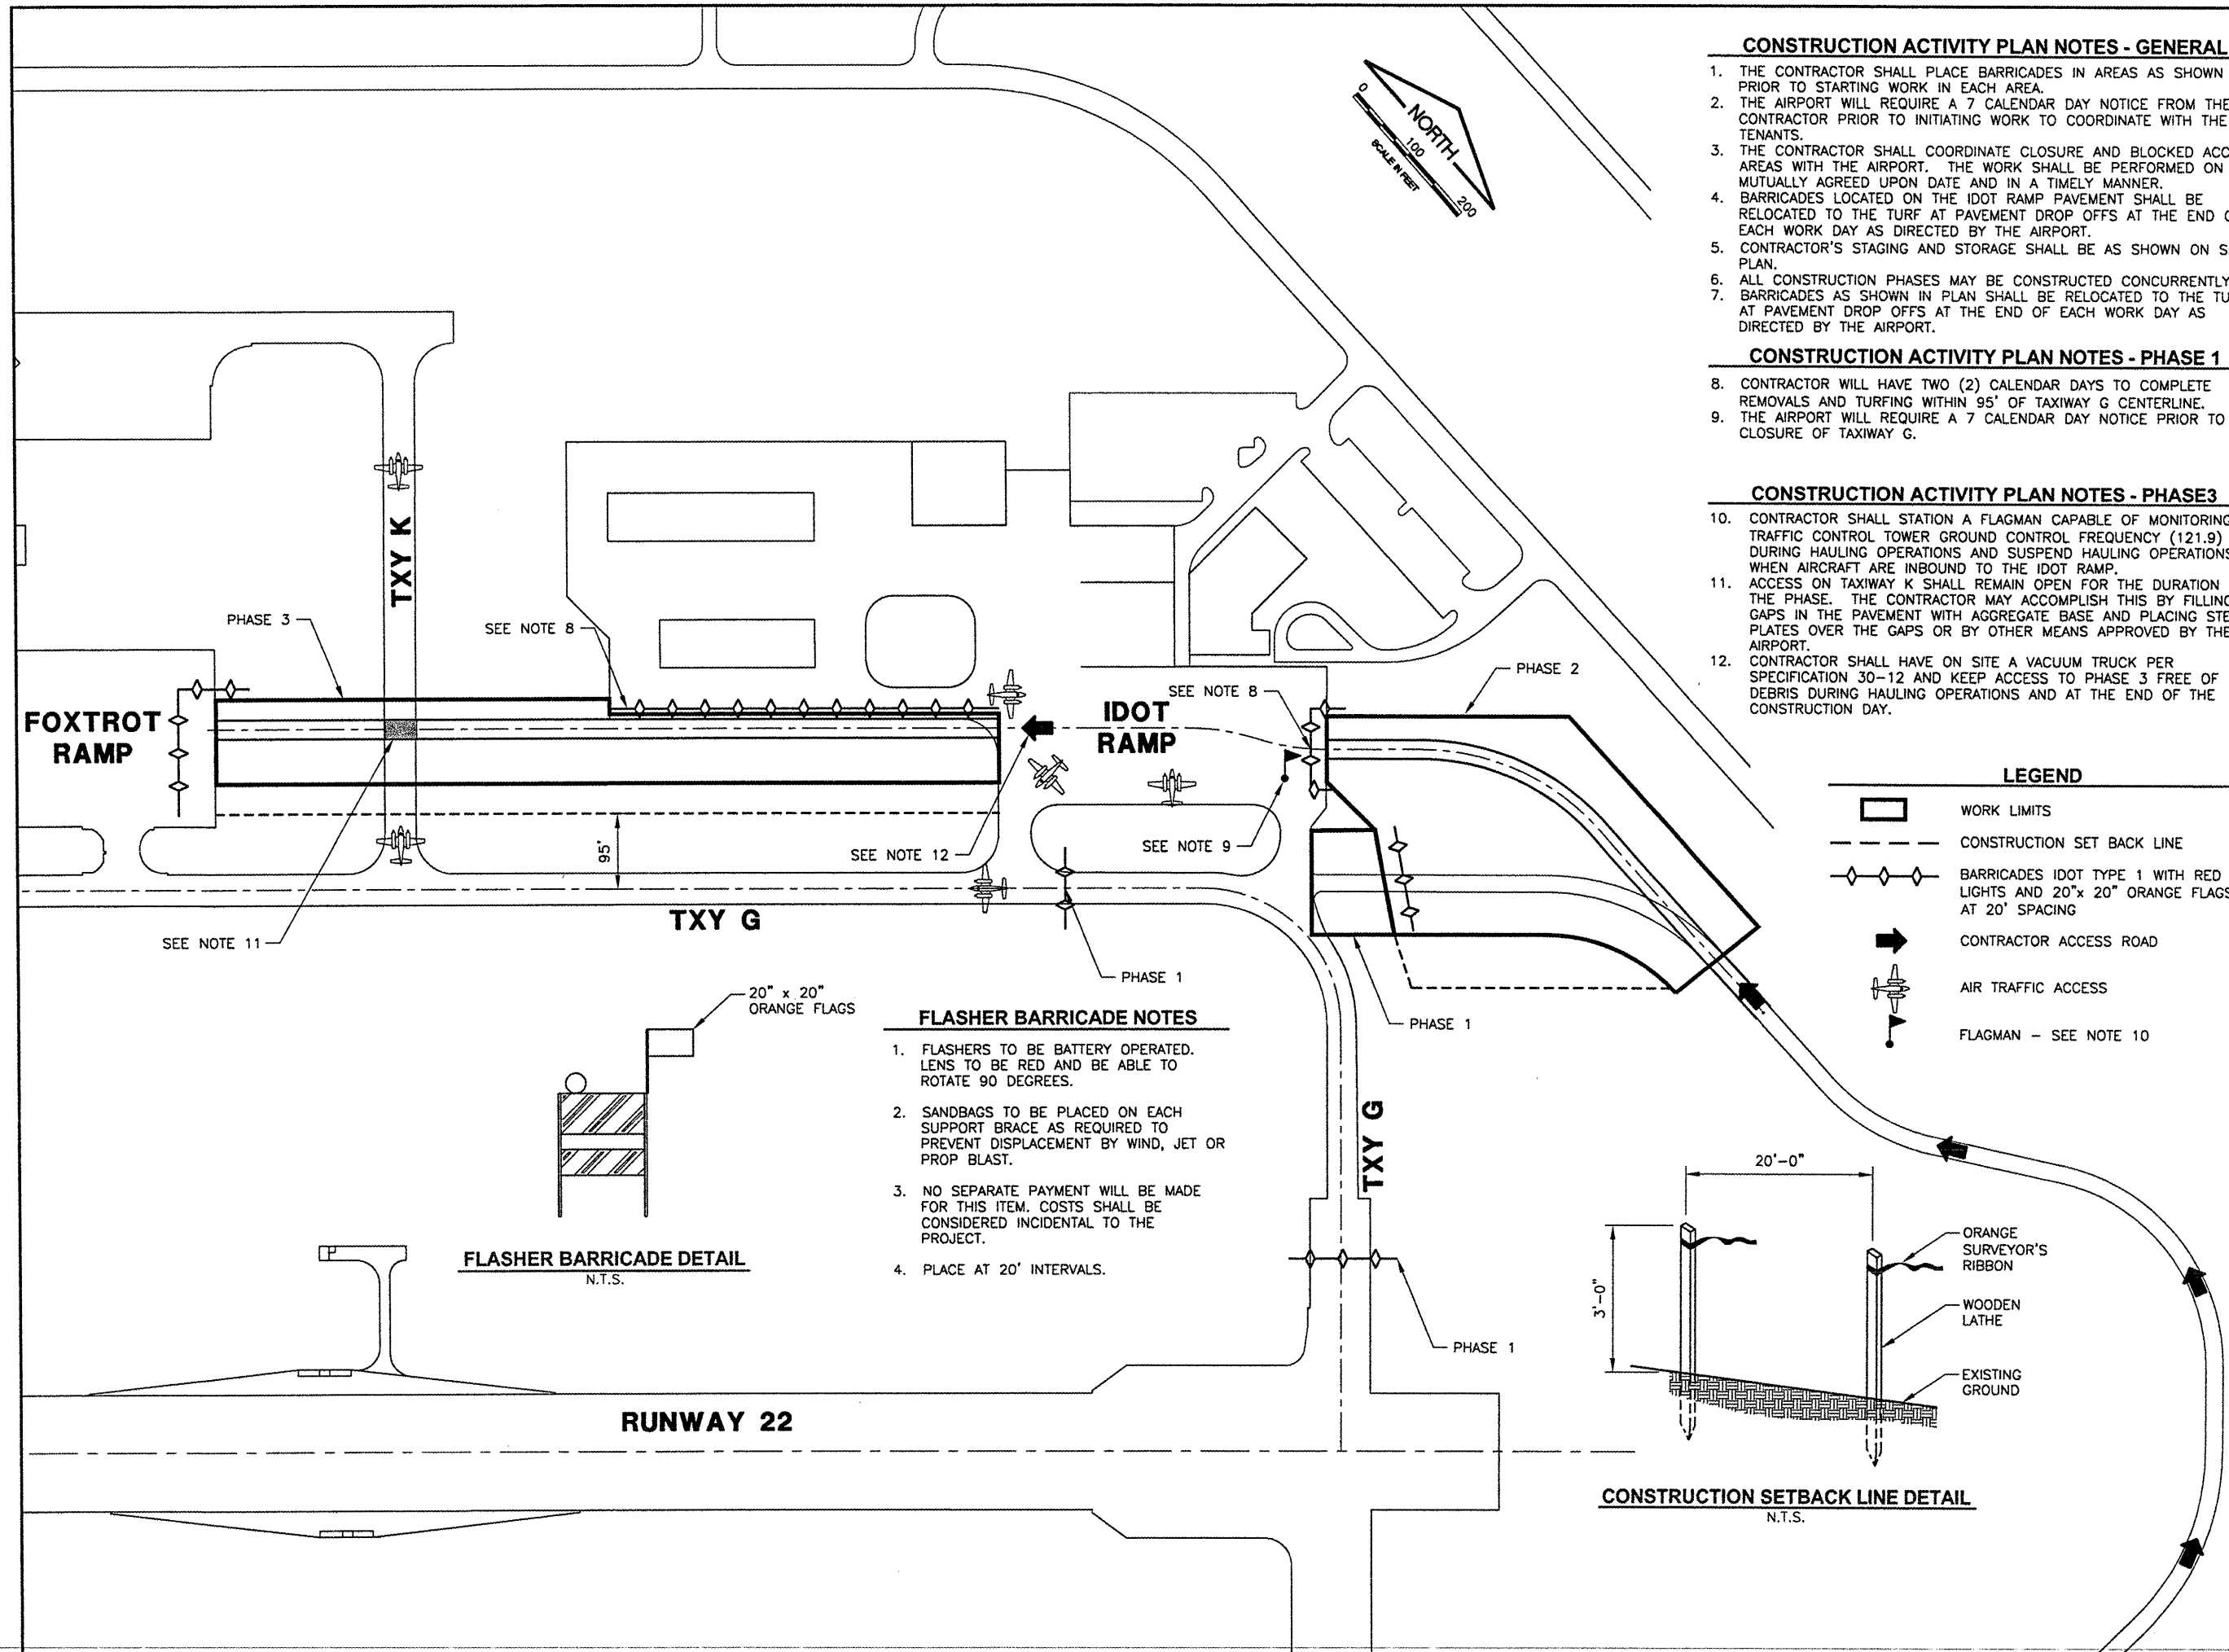 CONSTRUCTION ACTIVITY PLAN NOTES - GENERAL
1. THE CONTRACTOR SHALL PLACE BARRICADES IN AREAS AS SHOWN
PRIOR TO STARTING WORK IN EACH AREA.
2. THE AIRPORT WILL REQUIRE A 7 CALENDAR DAY NOTICE FROM THE
CONTRACTOR PRIOR TO INITIATING WORK TO COORDINATE WITH THE
TENANTS.
3. THE CONTRACTOR SHALL COORDINATE CLOSURE AND BLOCKED ACC
AREAS WITH THE AIRPORT. THE WORK SHALL BE PERFORMED ON
MUTUALLY AGREED UPON DATE AND IN A TIMELY MANNER.
4. BARRICADES LOCATED ON THE IDOT RAMP PAVEMENT SHALL BE
RELOCATED TO THE TURF AT PAVEMENT DROP OFFS AT THE END
EACH WORK DAY AS DIRECTED BY THE AIRPORT.
5. CONTRACTOR'S STAGING AND STORAGE SHALL BE AS SHOWN ON S
PLAN.
6. ALL CONSTRUCTION PHASES MAY BE CONSTRUCTED CONCURRENTLY
7. BARRICADES AS SHOWN IN PLAN SHALL BE RELOCATED TO THE TU
AT PAVEMENT DROP OFFS AT THE END OF EACH WORK DAY AS
DIRECTED BY THE AIRPORT.
CONSTRUCTION ACTIVITY PLAN NOTES - PHASE 1
8. CONTRACTOR WILL HAVE TWO (2) CALENDAR DAYS TO COMPLETE
REMOVALS AND TURFING WITHIN 95' OF TAXIWAY G CENTERLINE.
9. THE AIRPORT WILL REQUIRE A 7 CALENDAR DAY NOTICE PRIOR TO
CLOSURE OF TAXIWAY G.
CONSTRUCTION ACTIVITY PLAN NOTES - PHASE3
10. CONTRACTOR SHALL STATION A FLAGMAN CAPABLE OF MONITORING
TRAFFIC CONTROL TOWER GROUND CONTROL FREQUENCY (121.9)
DURING HAULING OPERATIONS AND SUSPEND HAULING OPERATIONS
WHEN AIRCRAFT ARE INBOUND TO THE IDOT RAMP.
11. ACCESS ON TAXIWAY K SHALL REMAIN OPEN FOR THE DURATION
THE PHASE. THE CONTRACTOR MAY ACCOMPLISH THIS BY FILLING
GAPS IN THE PAVEMENT WITH AGGREGATE BASE AND PLACING STE
PLATES OVER THE GAPS OR BY OTHER MEANS APPROVED BY THE
AIRPORT.
12. CONTRACTOR SHALL HAVE ON SITE A VACUUM TRUCK PER
SPECIFICATION 30-12 AND KEEP ACCESS TO PHASE 3 FREE OF
DEBRIS DURING HAULING OPERATIONS AND AT THE END OF THE
CONSTRUCTION DAY.
LEGEND
WORK LIMITS
CONSTRUCTION SET BACK LINE
BARRICADES IDOT TYPE 1 WITH RED
LIGHTS AND 20"x 20" ORANGE FLAGS
AT 20' SPACING
CONTRACTOR ACCESS ROAD
AIR TRAFFIC ACCESS
FLAGMAN - SEE NOTE 10
NORTH
0
100
200
SCALE IN FEET
TXY K
PHASE 3
SEE NOTE 8
FOXTROT
RAMP
IDOT
RAMP
SEE NOTE 8
PHASE 2
95'
SEE NOTE 12
SEE NOTE 9
TXY G
SEE NOTE 11
PHASE 1
PHASE 1
TXY G
PHASE 1
20" x 20"
ORANGE FLAGS
FLASHER BARRICADE DETAIL
N.T.S.
FLASHER BARRICADE NOTES
1. FLASHERS TO BE BATTERY OPERATED.
LENS TO BE RED AND BE ABLE TO
ROTATE 90 DEGREES.
2. SANDBAGS TO BE PLACED ON EACH
SUPPORT BRACE AS REQUIRED TO
PREVENT DISPLACEMENT BY WIND, JET OR
PROP BLAST.
3. NO SEPARATE PAYMENT WILL BE MADE
FOR THIS ITEM. COSTS SHALL BE
CONSIDERED INCIDENTAL TO THE
PROJECT.
4. PLACE AT 20' INTERVALS.
RUNWAY 22
20'-0"
3'-0"
ORANGE
SURVEYOR'S
RIBBON
WOODEN
LATHE
EXISTING
GROUND
CONSTRUCTION SETBACK LINE DETAIL
N.T.S.